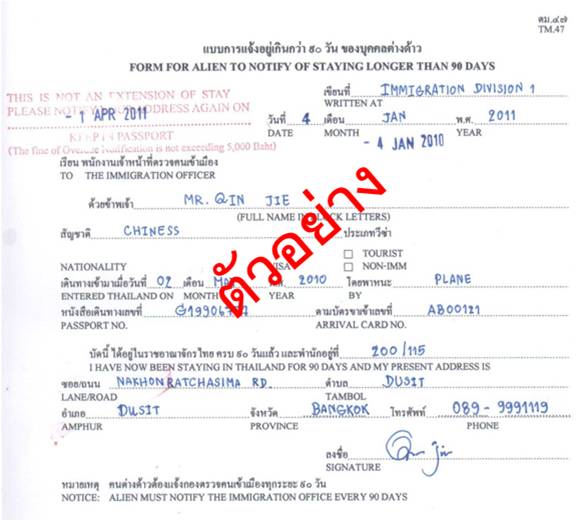 ตม.๔๗
TM.47
แบบการแจ้งอยู่เกินกว่า ๙๐ วัน ของบุคคลต่างด้าว
FORM FOR ALIEN TO NOTIFY OF STAYING LONGER THAN 90 DAYS
THIS IS NOT AN EXTENSION OF STAY
PLEASE NOTIFY YOUR ADDRESS AGAIN ON
- 1 APR 2011
KEEP IN PASSPORT
(The fine of Overdue Notification is not exceeding 5,000 Baht)
เขียนที่ IMMIGRATION DIVISION 1
WRITTEN AT
วันที่ 4 เดือน JAN พ.ศ. 2011
DATE MONTH YEAR
- 4 JAN 2010
เรียน พนักงานเจ้าหน้าที่ตรวจคนเข้าเมือง
TO THE IMMIGRATION OFFICER
ด้วยข้าพเจ้า MR. QIN JIE
(FULL NAME IN BLOCK LETTERS)
สัญชาติ CHINESS ประเภทวีซ่า
TOURIST
NATIONALITY VISA NON-IMM
เดินทางเข้ามาเมื่อวันที่ 02 เดือน พ.ศ. 2010 โดยพาหนะ PLANE
ENTERED THAILAND ON MONTH YEAR BY
หนังสือเดินทางเลขที่ ตามบัตรขาเข้าเลขที่ AB00121
PASSPORT NO. ARRIVAL CARD NO.
ตัวอย่าง
บัดนี้ ได้อยู่ในราชอาณาจักรไทย ครบ ๙๐ วันแล้ว และพำนักอยู่ที่ 200/115
I HAVE NOW BEEN STAYING IN THAILAND FOR 90 DAYS AND MY PRESENT ADDRESS IS
ซอย/ถนน NAKHON RATCHASIMA RD. ตำบล DUSIT
LANE/ROAD TAMBOL
อำเภอ DUSIT จังหวัด BANGKOK โทรศัพท์ 089-9991119
AMPHUR PROVINCE PHONE
ลงชื่อ
SIGNATURE
หมายเหตุ คนต่างด้าวต้องแจ้งกองตรวจคนเข้าเมืองทุกระยะ ๙๐ วัน
NOTICE: ALIEN MUST NOTIFY THE IMMIGRATION OFFICE EVERY 90 DAYS